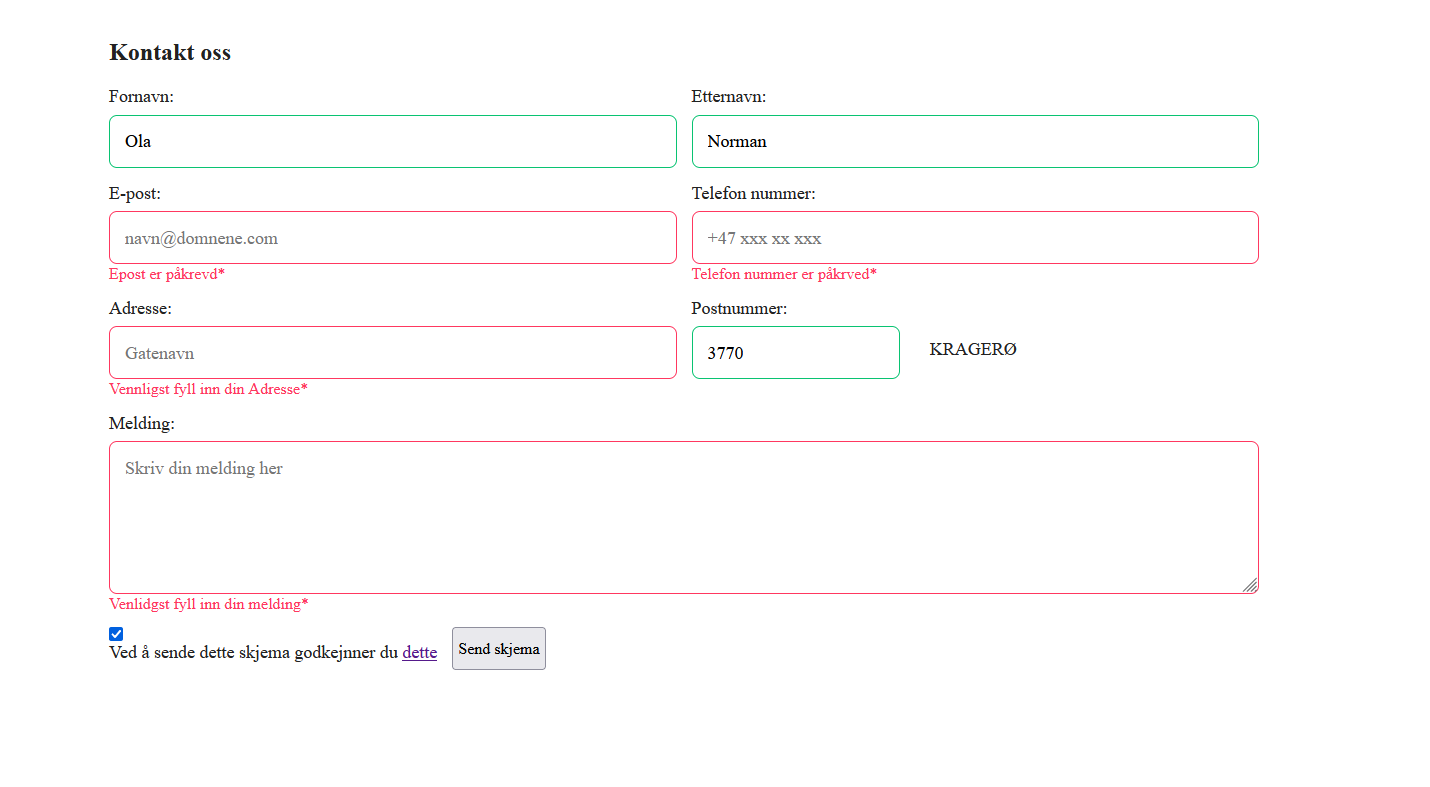 Kontakt oss
Fornavn:
Etternavn:
Ola
Norman
E-post:
Telefon nummer:
navn@domnene.com
+47 xxx xx xxx
Epost er påkrevd*
Telefon nummer er påkrved*
Adresse:
Postnummer:
Gatenavn
3770
KRAGERØ
Vennligst fyll inn din Adresse*
Melding:
Skriv din melding her
Venlidgst fyll inn din melding*
Ved å sende dette skjema godkejnner du dette
Send skjema